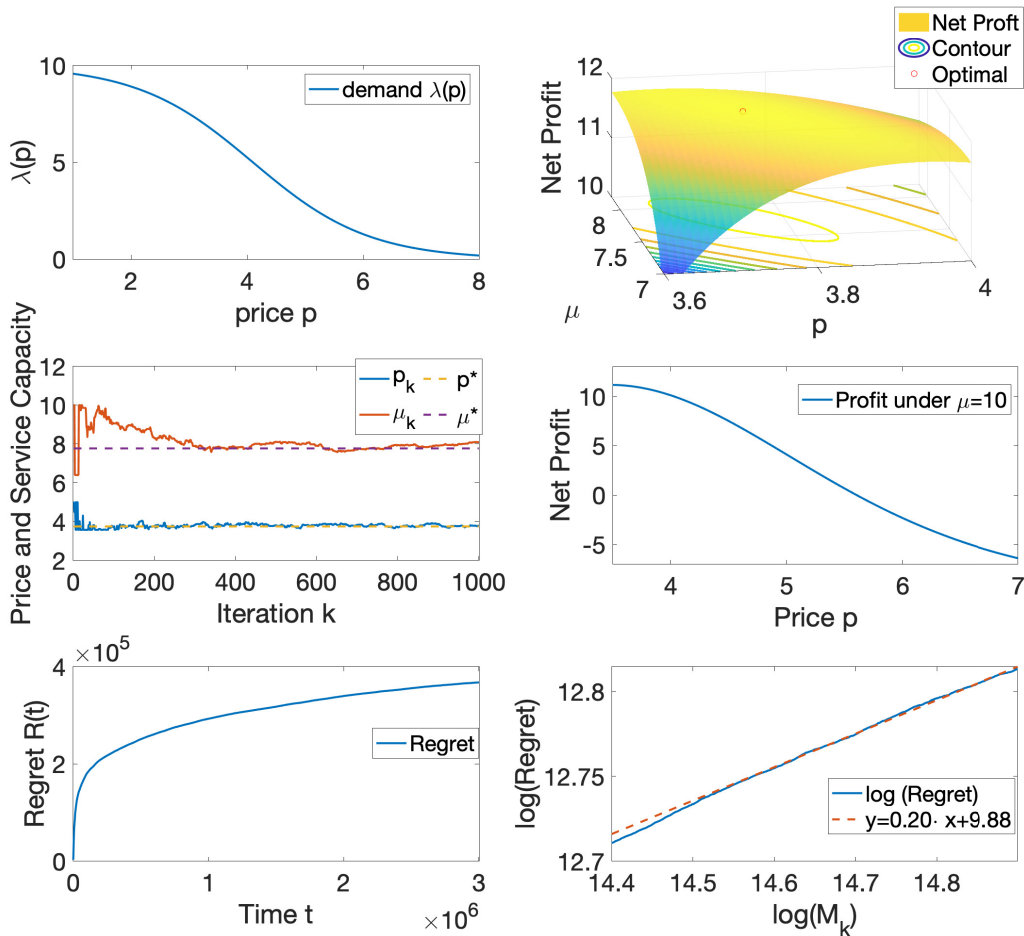 10
5
0
λ(p)
demand λ(p)
2
4
6
8
price p
Net Proft
Contour
Optimal
12
11
10
Net Profit
8
7.5
7
μ
3.6
3.8
4
p
Price and Service Capacity
12
10
8
6
4
2
p_k
p*
μ_k
μ*
0
200
400
600
800
1000
Iteration k
10
5
0
-5
Net Profit
Profit under μ=10
4
5
6
7
Price p
×10^5
4
2
0
Regret R(t)
Regret
0
1
2
3
Time t
×10^6
12.8
12.75
12.7
log(Regret)
log (Regret)
y=0.20· x+9.88
14.4
14.5
14.6
14.7
14.8
log(M_k)